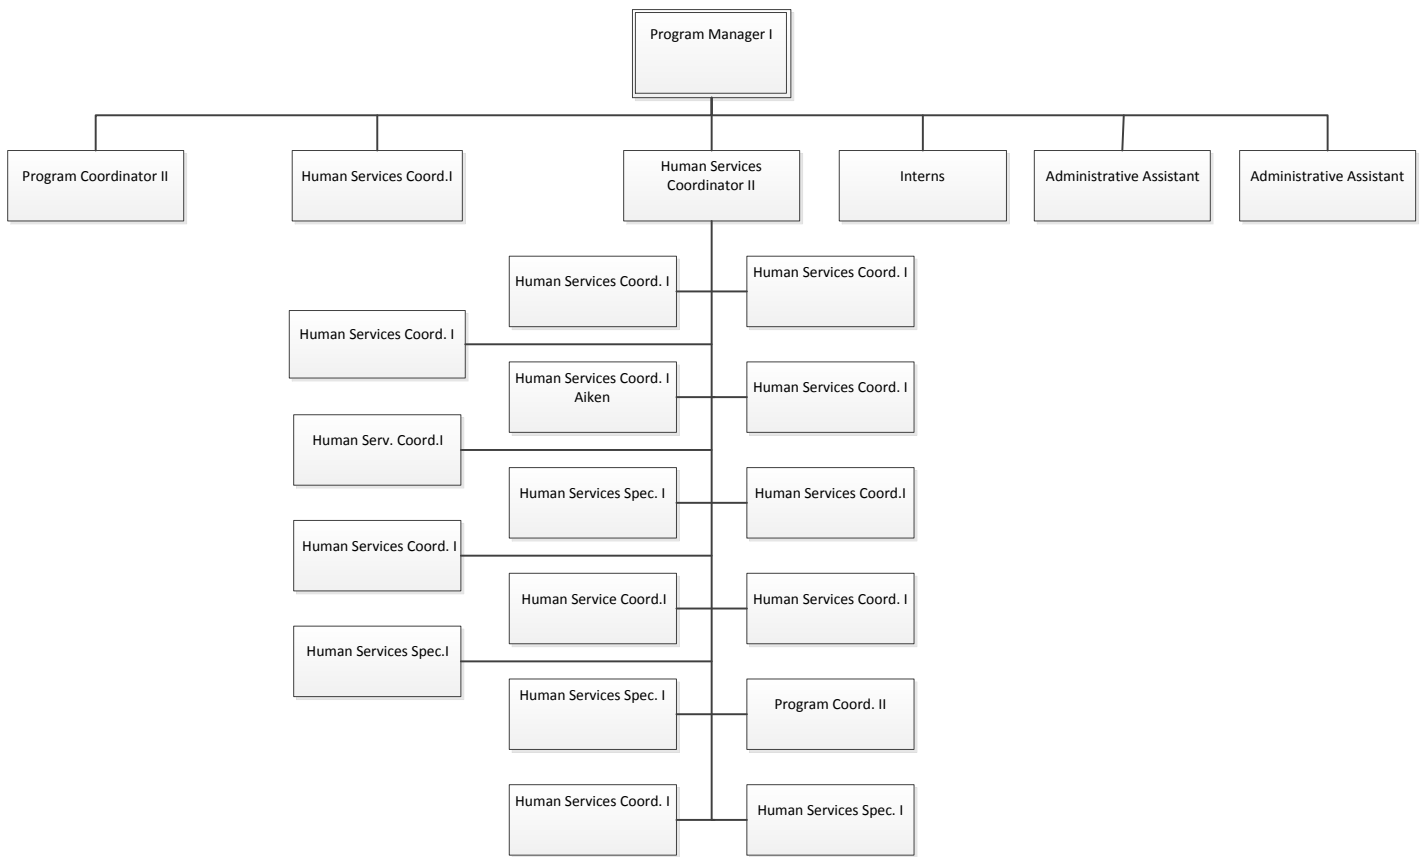 Program Manager I
Program Coordinator II
Human Services Coord.I
Human Services
Coordinator II
Interns
Administrative Assistant
Administrative Assistant
Human Services Coord. I
Human Services Coord. I
Human Services Coord. I
Human Services Coord. I
Aiken
Human Services Coord. I
Human Serv. Coord.I
Human Services Spec. I
Human Services Coord.I
Human Services Coord. I
Human Service Coord.I
Human Services Coord. I
Human Services Spec.I
Human Services Spec. I
Program Coord. II
Human Services Coord. I
Human Services Spec. I